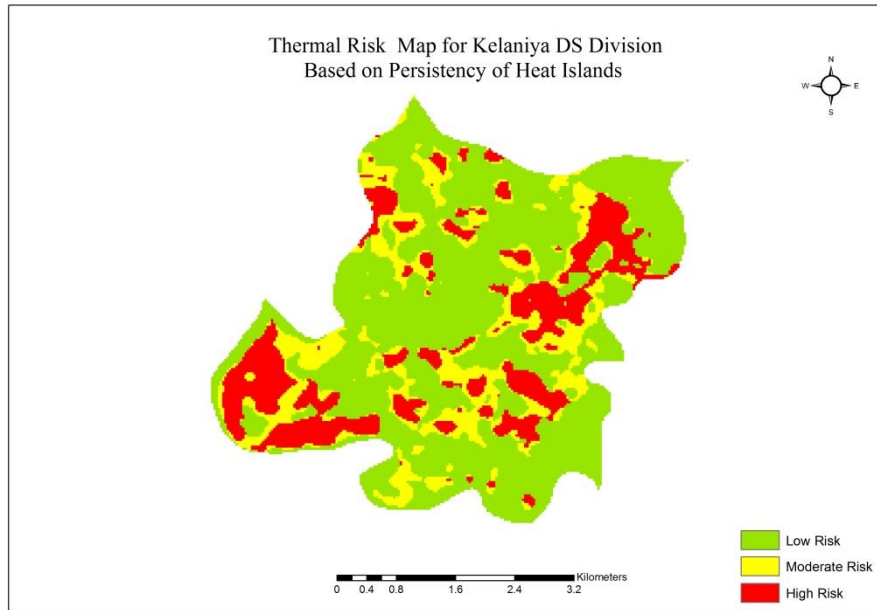 Thermal Risk Map for Kelaniya DS Division
Based on Persistency of Heat Islands
N
W E
S
Low Risk
Moderate Risk
High Risk
Kilometers
0 0.4 0.8 1.6 2.4 3.2